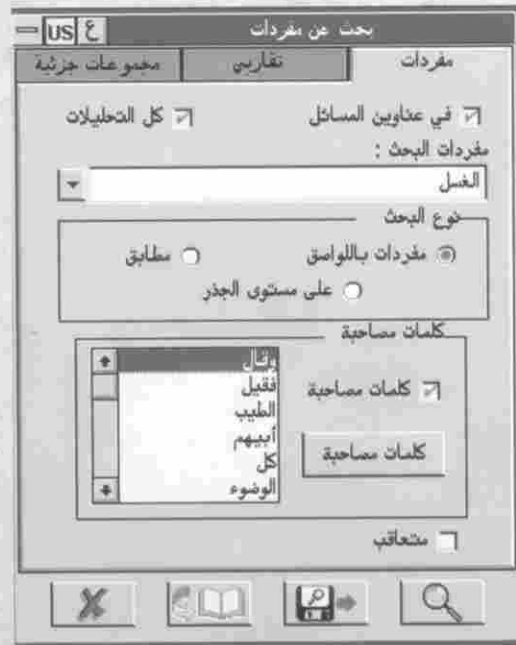 بحث عن مفردات ع US
مفردات تقاربي مجموعات جزئية
في عناوين المسائل كل التحليلات
مفردات البحث :
الغسل
نوع البحث
مفردات باللواصق مطابق
على مستوى الجذر
كلمات مصاحبة
وقال
فقيل
الطيب
أبيهم
كل
الوضوء
كلمات مصاحبة
كلمات مصاحبة
متعاقب